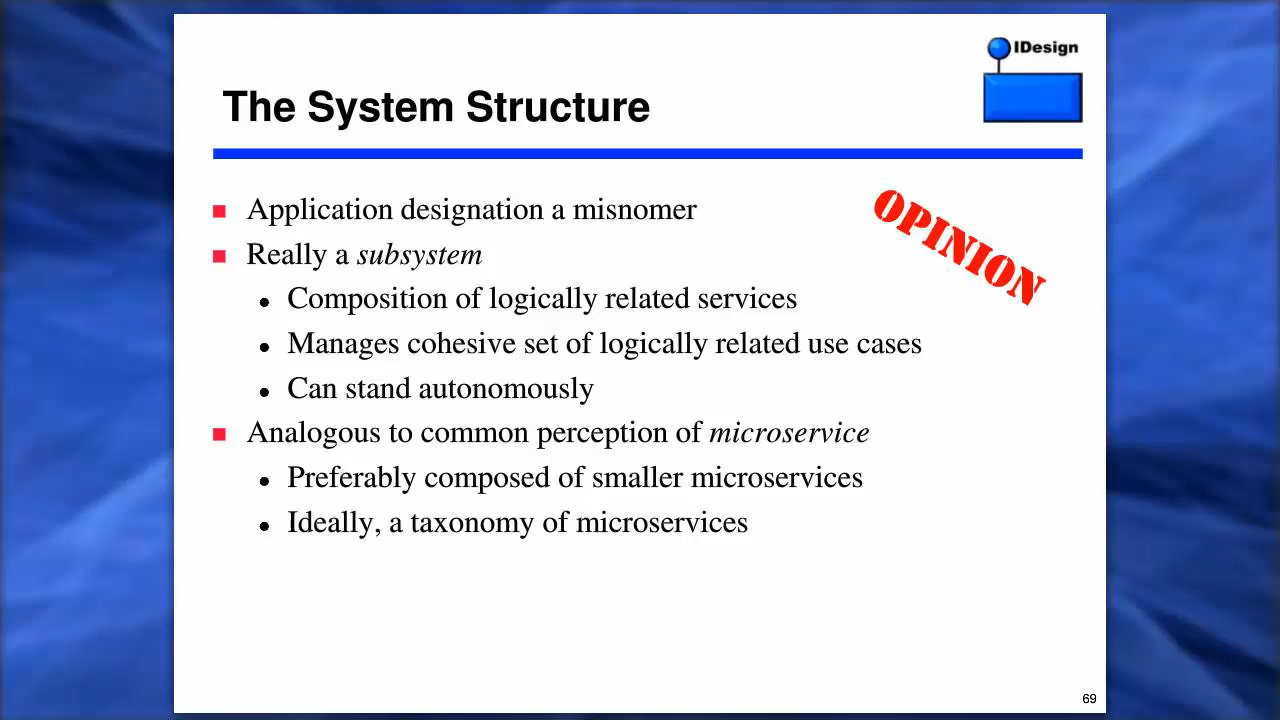 IDesign
The System Structure
OPINION
Application designation a misnomer
Really a subsystem
Composition of logically related services
Manages cohesive set of logically related use cases
Can stand autonomously
Analogous to common perception of microservice
Preferably composed of smaller microservices
Ideally, a taxonomy of microservices
69